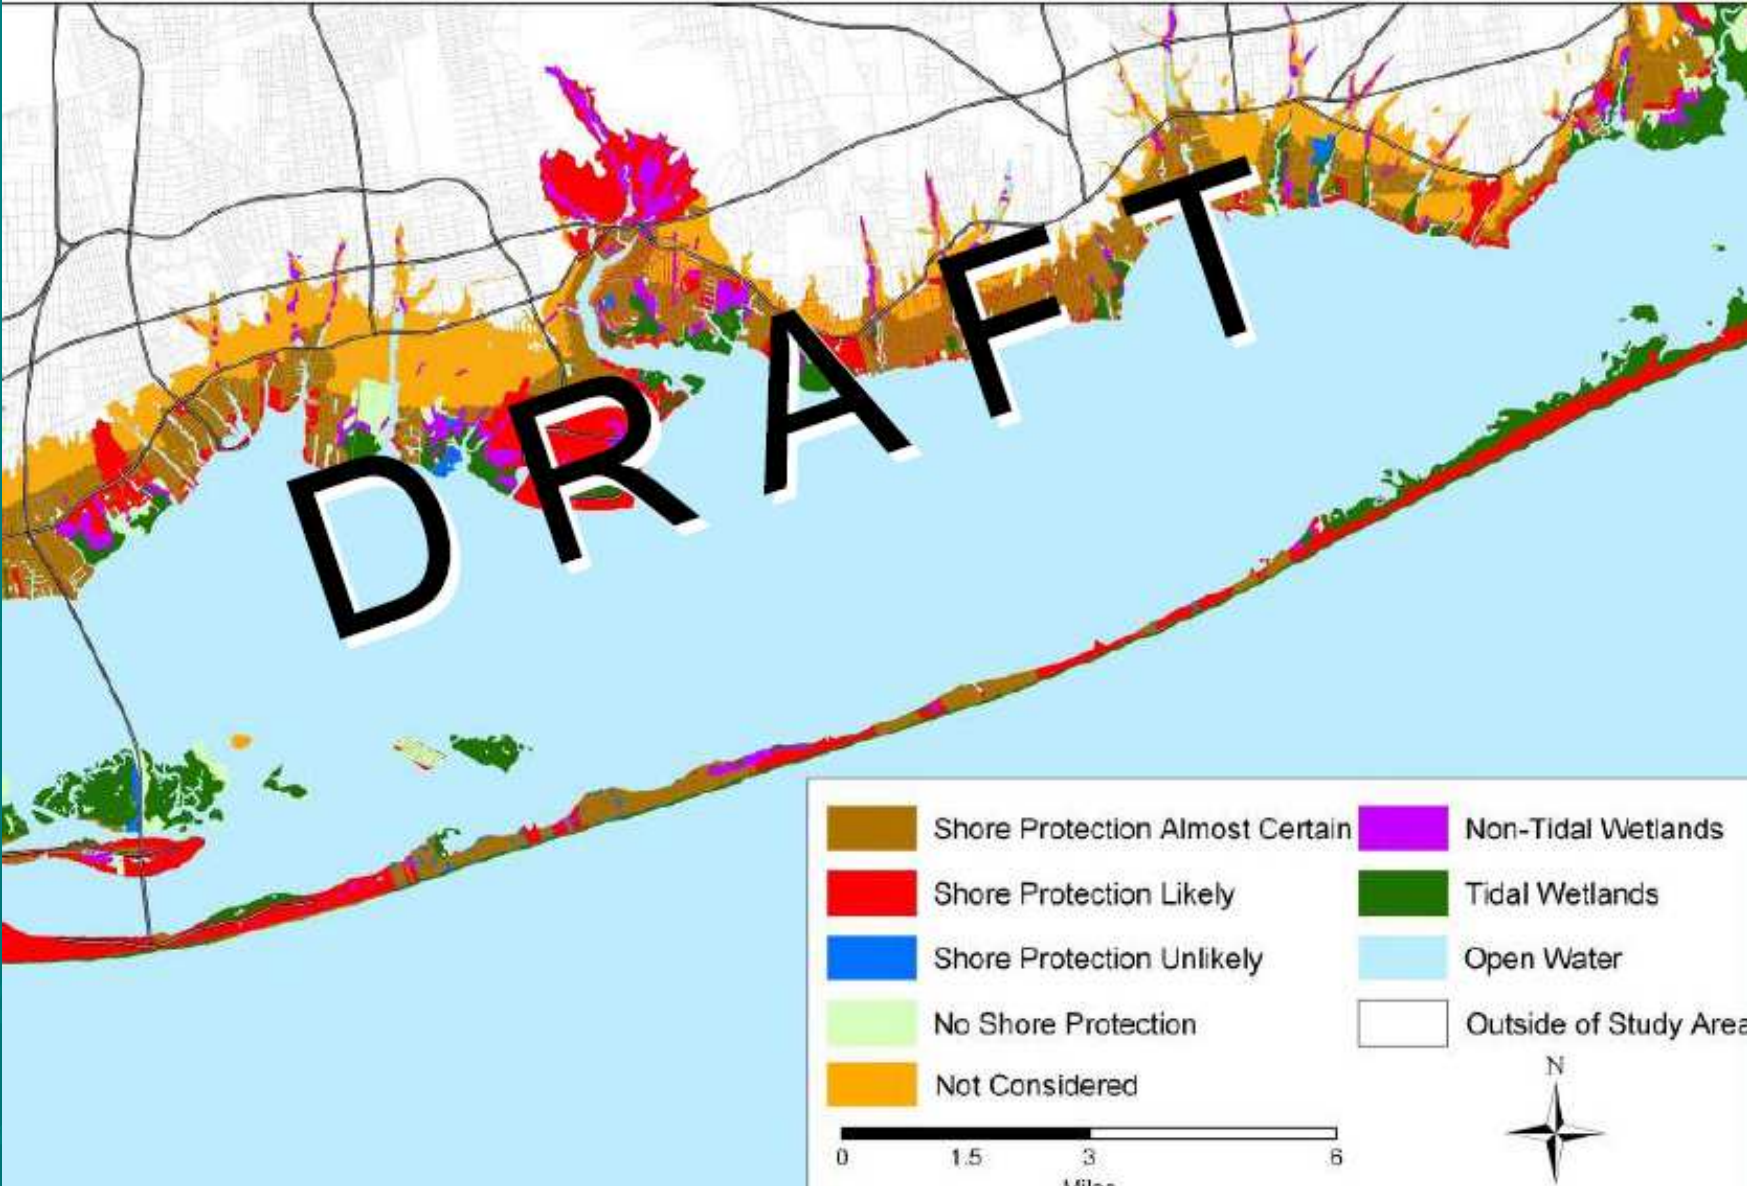 DRAFT
Shore Protection Almost Certain
Shore Protection Likely
Shore Protection Unlikely
No Shore Protection
Not Considered
Non-Tidal Wetlands
Tidal Wetlands
Open Water
Outside of Study Area
N
0 1.5 3 6
Miles